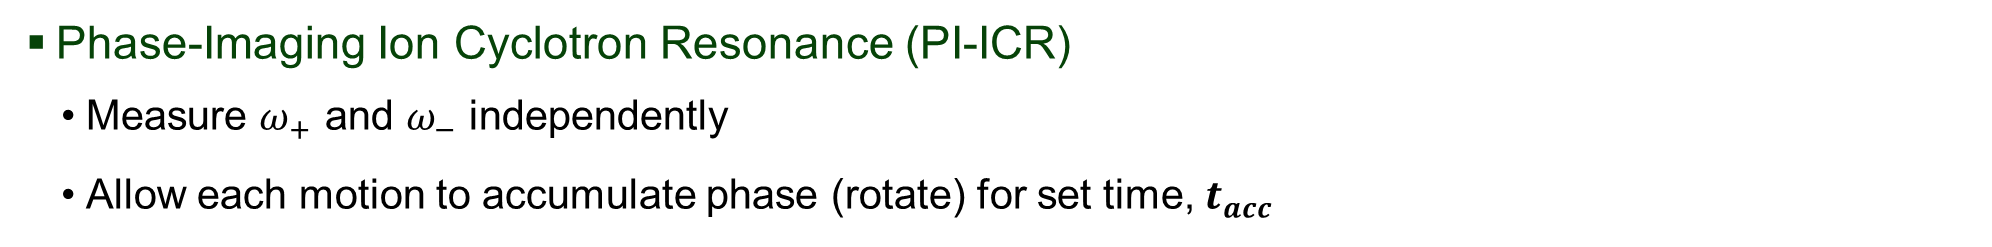 ▪ Phase-Imaging Ion Cyclotron Resonance (PI-ICR)
• Measure ω₊ and ω₋ independently
• Allow each motion to accumulate phase (rotate) for set time, t_acc